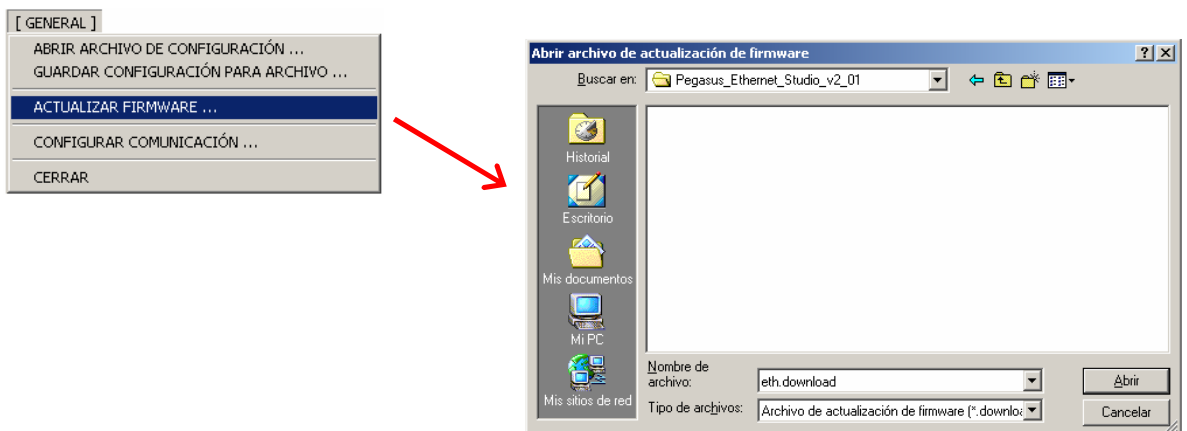 [ GENERAL ]
ABRIR ARCHIVO DE CONFIGURACIÓN ...
GUARDAR CONFIGURACIÓN PARA ARCHIVO ...
ACTUALIZAR FIRMWARE ...
CONFIGURAR COMUNICACIÓN ...
CERRAR
Abrir archivo de actualización de firmware
Buscar en:
Pegasus_Ethernet_Studio_v2_01
Historial
Escritorio
Mis documentos
Mi PC
Mis sitios de red
Nombre de
archivo:
eth.download
Abrir
Tipo de archivos:
Archivo de actualización de firmware (*.downloa
Cancelar